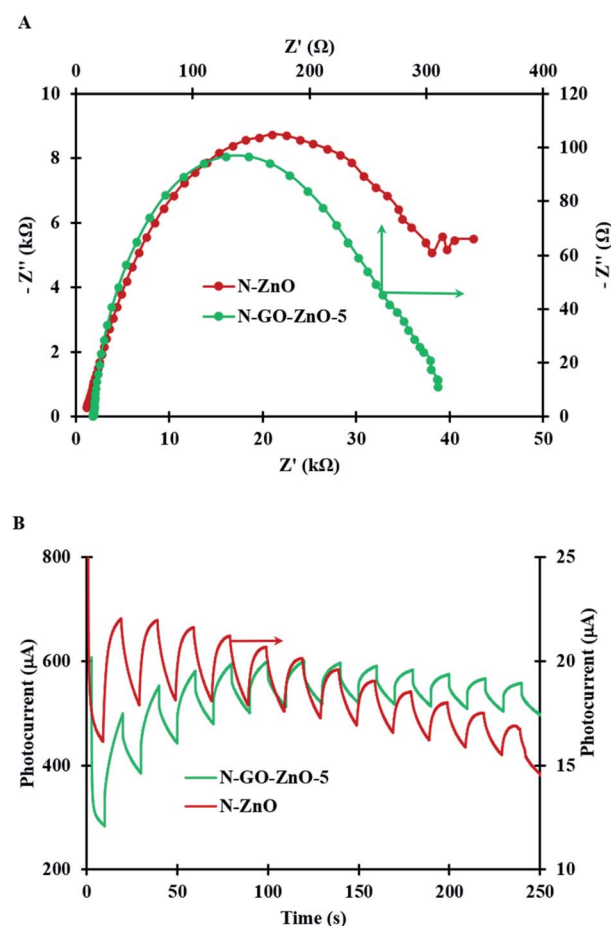 A
Z' (Ω)
0 100 200 300 400
10 120
8 100
6 80
4 60
2 40
0 20
0
- Z'' (kΩ)
- Z'' (Ω)
N-ZnO
N-GO-ZnO-5
0 10 20 30 40 50
Z' (kΩ)
B
800 25
600 20
400 15
200 10
Photocurrent (μA)
Photocurrent (μA)
N-GO-ZnO-5
N-ZnO
0 50 100 150 200 250
Time (s)